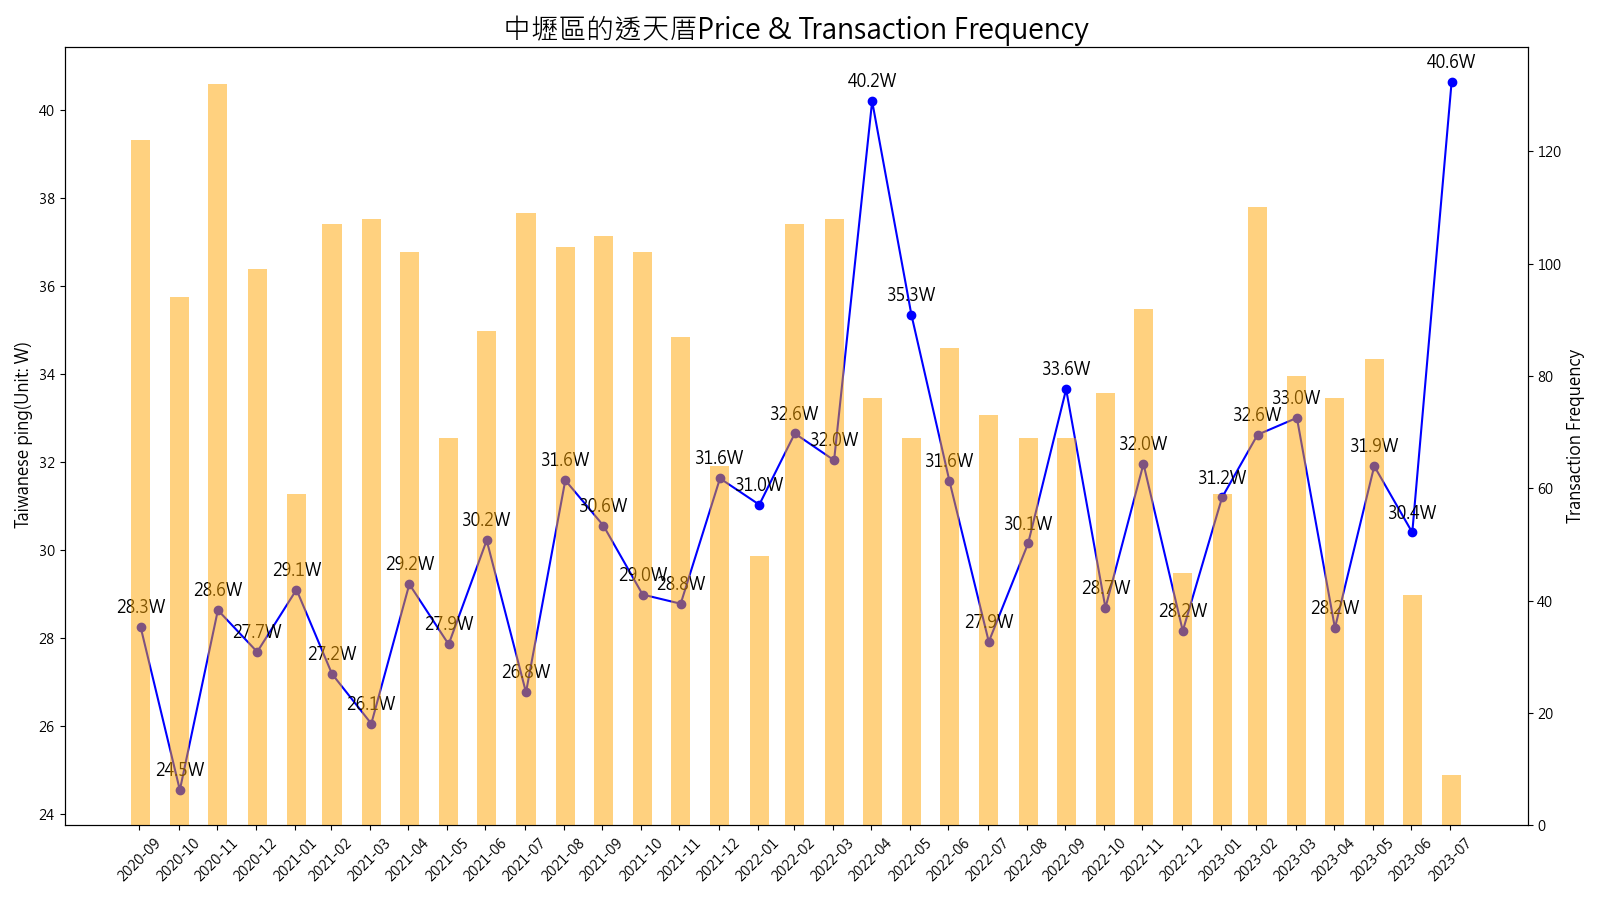 中壢區的透天厝Price & Transaction Frequency
Taiwanese ping(Unit: W)
40
38
36
34
32
30
28
26
24
28.3W
24.5W
28.6W
27.7W
29.1W
27.2W
26.1W
29.2W
27.9W
30.2W
26.8W
31.6W
30.6W
29.0W
28.8W
31.6W
31.0W
32.6W
32.0W
40.2W
35.3W
31.6W
27.9W
30.1W
33.6W
28.7W
32.0W
28.2W
31.2W
32.6W
33.0W
28.2W
31.9W
30.4W
40.6W
120
100
80
60
40
20
0
Transaction Frequency
2020-09
2020-10
2020-11
2020-12
2021-01
2021-02
2021-03
2021-04
2021-05
2021-06
2021-07
2021-08
2021-09
2021-10
2021-11
2021-12
2022-01
2022-02
2022-03
2022-04
2022-05
2022-06
2022-07
2022-08
2022-09
2022-10
2022-11
2022-12
2023-01
2023-02
2023-03
2023-04
2023-05
2023-06
2023-07